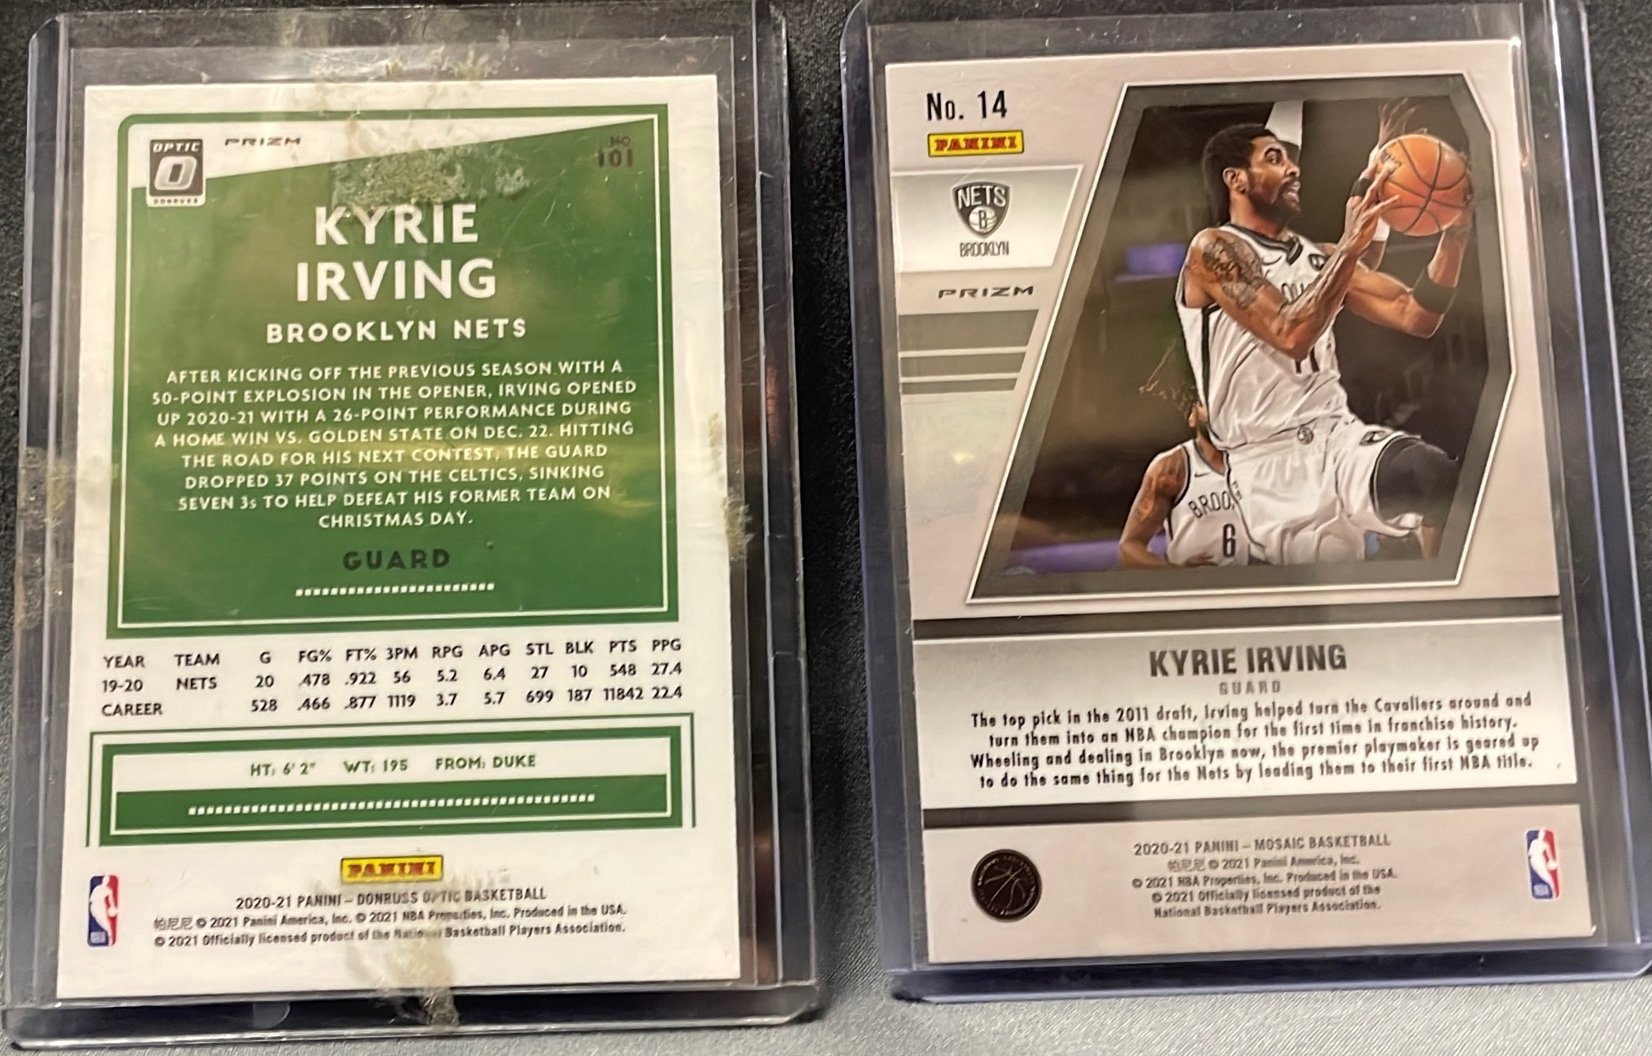 OPTIC
DONRUSS
PRIZM
NO
101
KYRIE
IRVING
BROOKLYN NETS
AFTER KICKING OFF THE PREVIOUS SEASON WITH A
50-POINT EXPLOSION IN THE OPENER, IRVING OPENED
UP 2020-21 WITH A 26-POINT PERFORMANCE DURING
A HOME WIN VS. GOLDEN STATE ON DEC. 22. HITTING
THE ROAD FOR HIS NEXT CONTEST, THE GUARD
DROPPED 37 POINTS ON THE CELTICS, SINKING
SEVEN 3s TO HELP DEFEAT HIS FORMER TEAM ON
CHRISTMAS DAY.
GUARD
YEAR TEAM G FG% FT% 3PM RPG APG STL BLK PTS PPG
19-20 NETS 20 .478 .922 56 5.2 6.4 27 10 548 27.4
CAREER 528 .466 .877 1119 3.7 5.7 699 187 11842 22.4
HT: 6' 2" WT: 195 FROM: DUKE
PANINI
2020-21 PANINI – DONRUSS OPTIC BASKETBALL
帕尼尼 © 2021 Panini America, Inc. © 2021 NBA Properties, Inc. Produced in the USA.
© 2021 Officially licensed product of the National Basketball Players Association.
No. 14
PANINI
NETS
B
BROOKLYN
PRIZM
BROO
6
KYRIE IRVING
GUARD
The top pick in the 2011 draft, Irving helped turn the Cavaliers around and
turn them into an NBA champion for the first time in franchise history.
Wheeling and dealing in Brooklyn now, the premier playmaker is geared up
to do the same thing for the Nets by leading them to their first NBA title.
2020-21 PANINI – MOSAIC BASKETBALL
帕尼尼 © 2021 Panini America, Inc.
© 2021 NBA Properties, Inc. Produced in the USA.
© 2021 Officially licensed product of the
National Basketball Players Association.